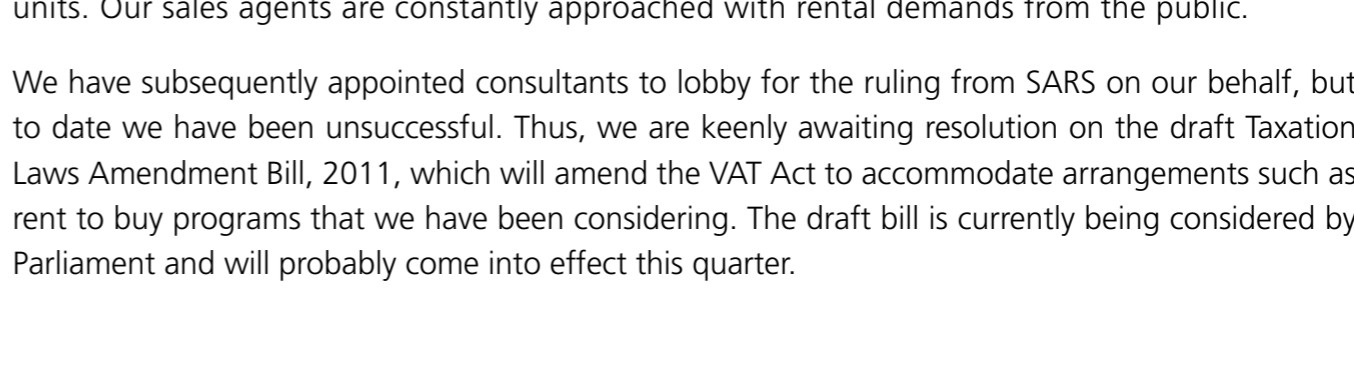 units. Our sales agents are constantly approached with rental demands from the public.
We have subsequently appointed consultants to lobby for the ruling from SARS on our behalf, but
to date we have been unsuccessful. Thus, we are keenly awaiting resolution on the draft Taxation
Laws Amendment Bill, 2011, which will amend the VAT Act to accommodate arrangements such as
rent to buy programs that we have been considering. The draft bill is currently being considered by
Parliament and will probably come into effect this quarter.